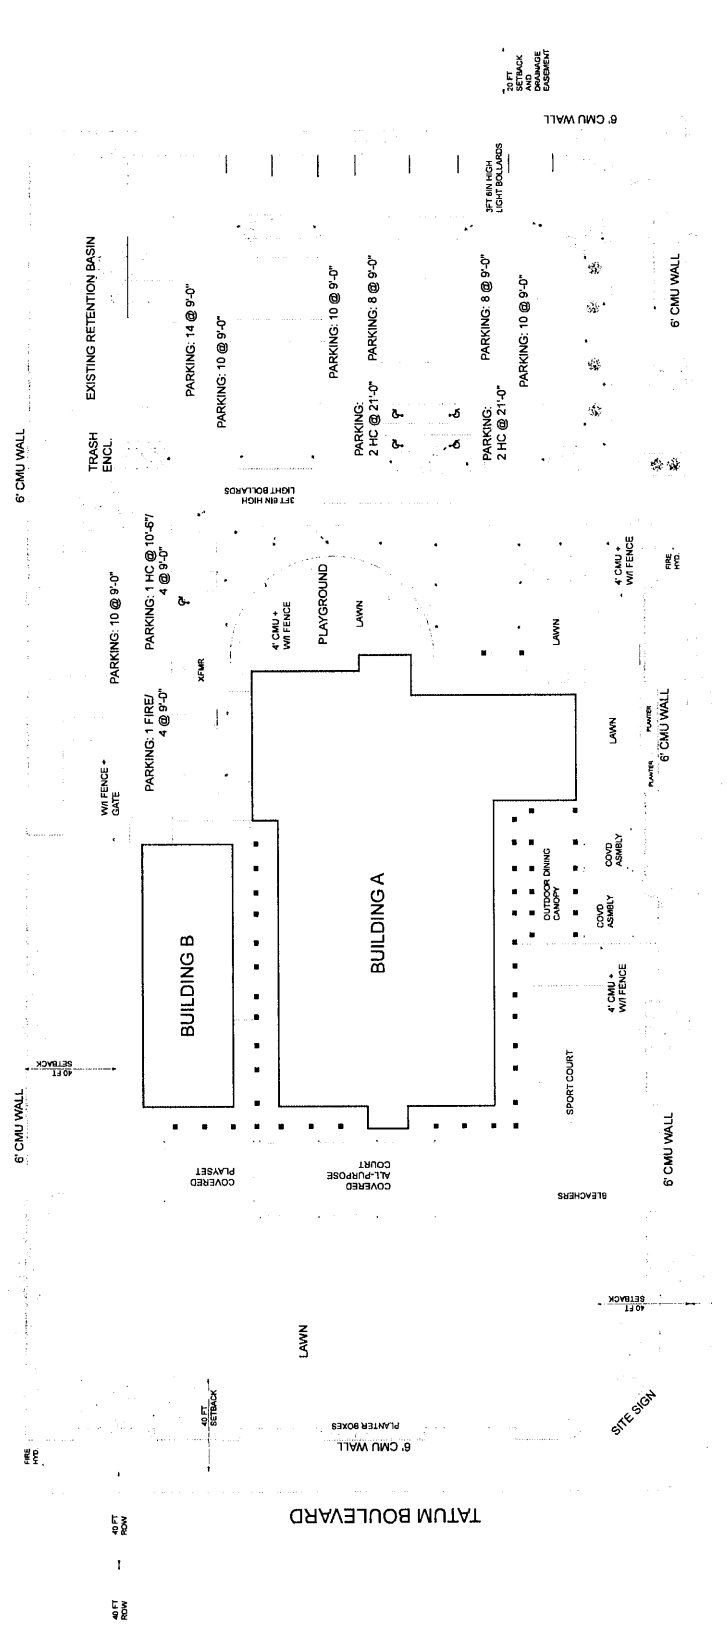 20 FT
SETBACK
AND
DRAINAGE
EASEMENT
6' CMU WALL
3FT 6IN HIGH
LIGHT BOLLARDS
EXISTING RETENTION BASIN
PARKING: 14 @ 9'-0"
PARKING: 10 @ 9'-0"
PARKING: 10 @ 9'-0"
PARKING: 8 @ 9'-0"
PARKING: 8 @ 9'-0"
PARKING: 10 @ 9'-0"
6' CMU WALL
6' CMU WALL
TRASH
ENCL.
PARKING:
2 HC @ 21'-0"
PARKING:
2 HC @ 21'-0"
3FT 6IN HIGH
LIGHT BOLLARDS
PARKING: 10 @ 9'-0"
PARKING: 1 HC @ 10'-6"/
4 @ 9'-0"
4' CMU +
W/I FENCE
PLAYGROUND
LAWN
LAWN
4' CMU +
W/I FENCE
FIRE
HYD.
XFMR
PARKING: 1 FIRE/
4 @ 9'-0"
W/I FENCE +
GATE
LAWN
PLANTER
PLANTER
6' CMU WALL
BUILDING B
BUILDING A
OUTDOOR DINING
CANOPY
COVD
ASMBLY
COVD
ASMBLY
4' CMU +
W/I FENCE
40 FT
SETBACK
SPORT COURT
6' CMU WALL
6' CMU WALL
COVERED
PLAYSET
COVERED
ALL-PURPOSE
COURT
BLEACHERS
40 FT
SETBACK
LAWN
40 FT
SETBACK
PLANTER BOXES
6' CMU WALL
SITE SIGN
FIRE
HYD.
TATUM BOULEVARD
40 FT
ROW
40 FT
ROW